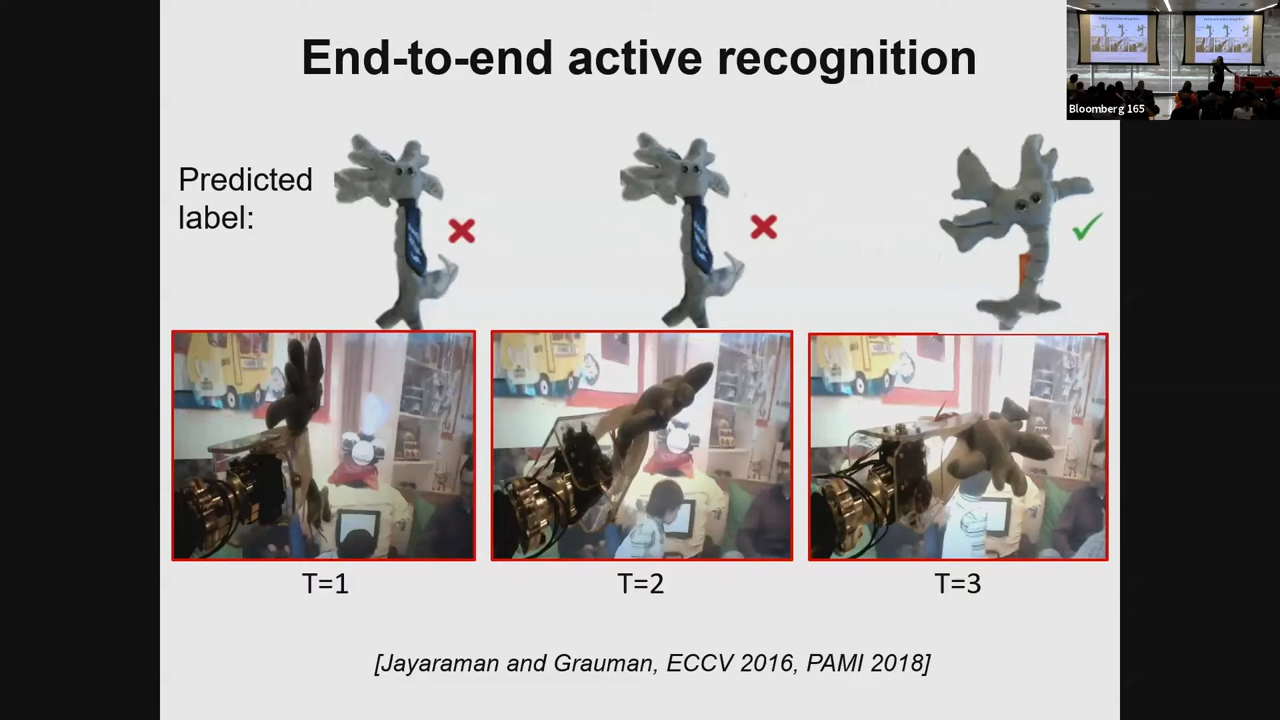 End-to-end active recognition
Bloomberg 165
Predicted
label:
T=1
T=2
T=3
[Jayaraman and Grauman, ECCV 2016, PAMI 2018]